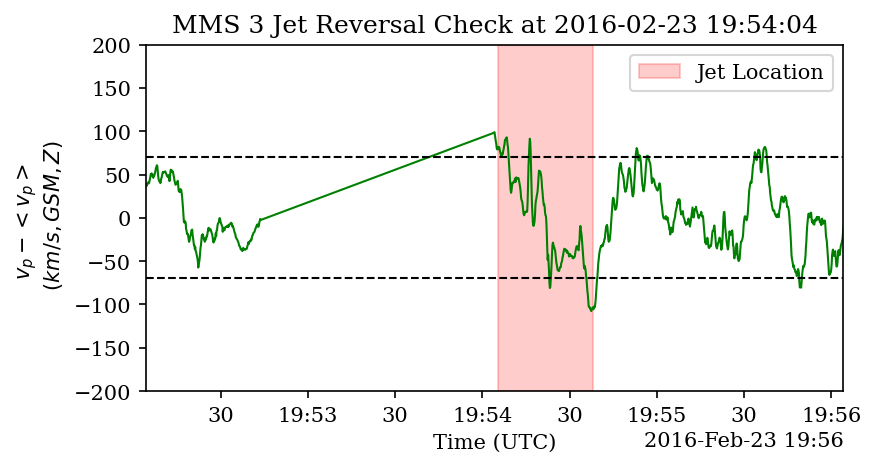 MMS 3 Jet Reversal Check at 2016-02-23 19:54:04
200
150
100
50
0
−50
−100
−150
−200
v_p − < v_p >
(km/s, GSM, Z)
Jet Location
30
19:53
30
19:54
30
19:55
30
19:56
Time (UTC)
2016-Feb-23 19:56